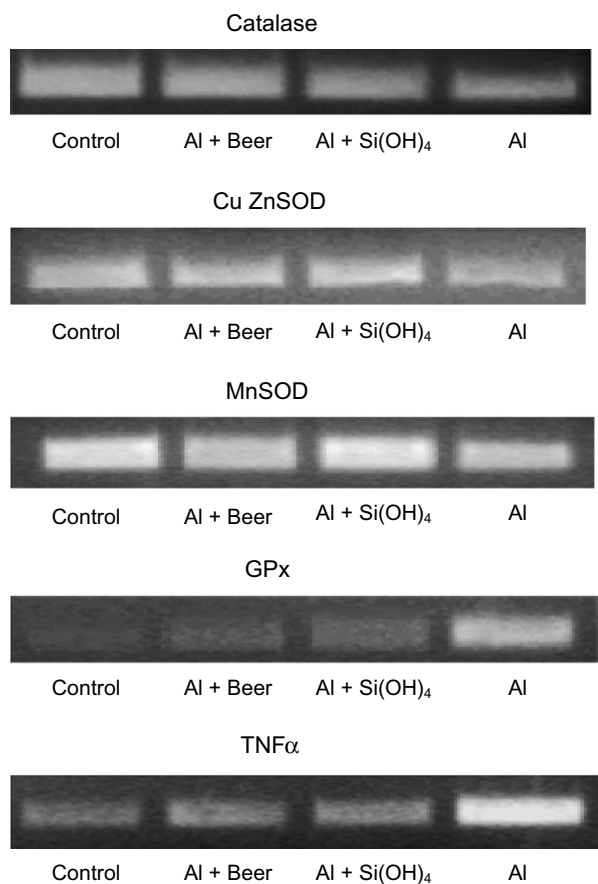 Catalase
Control Al + Beer Al + Si(OH)₄ Al
Cu ZnSOD
Control Al + Beer Al + Si(OH)₄ Al
MnSOD
Control Al + Beer Al + Si(OH)₄ Al
GPx
Control Al + Beer Al + Si(OH)₄ Al
TNFα
Control Al + Beer Al + Si(OH)₄ Al